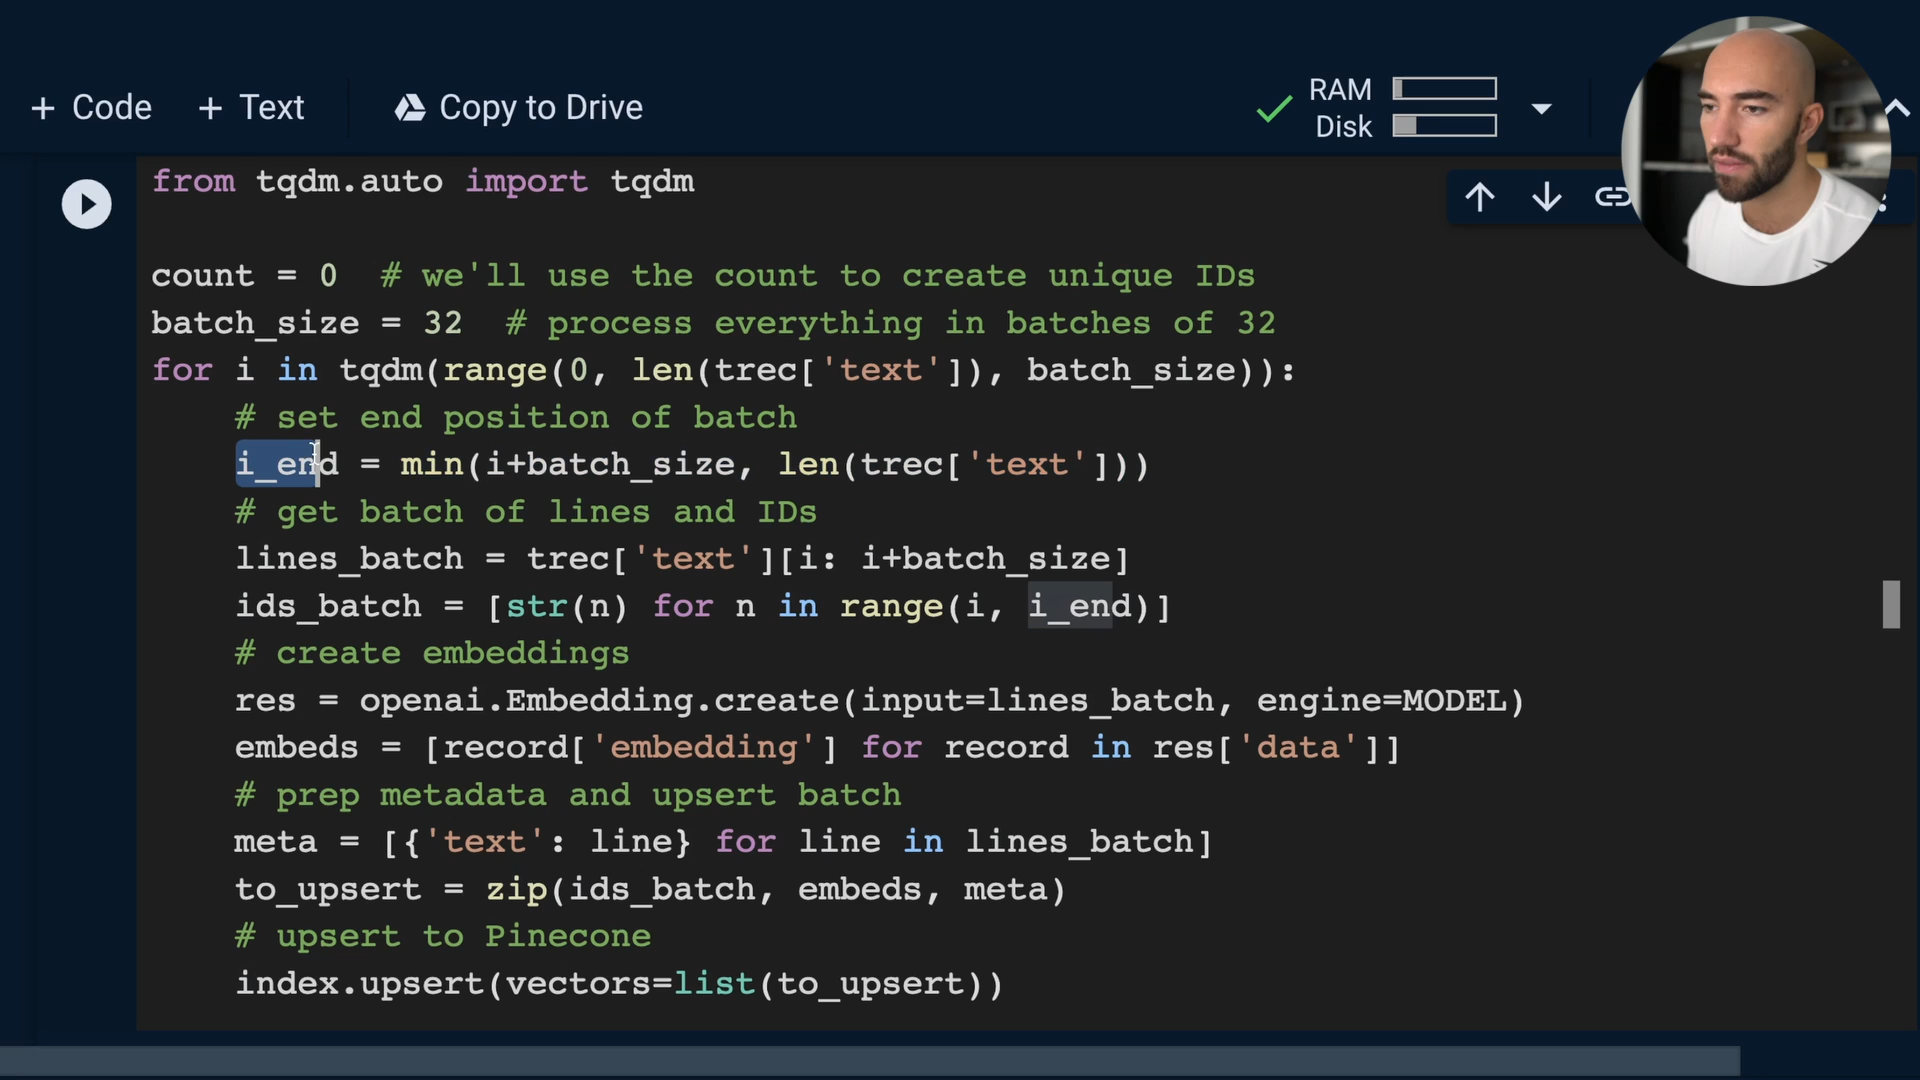 + Code + Text Copy to Drive
RAM
Disk
from tqdm.auto import tqdm
count = 0  # we'll use the count to create unique IDs
batch_size = 32  # process everything in batches of 32
for i in tqdm(range(0, len(trec['text']), batch_size)):
    # set end position of batch
    i_end = min(i+batch_size, len(trec['text']))
    # get batch of lines and IDs
    lines_batch = trec['text'][i: i+batch_size]
    ids_batch = [str(n) for n in range(i, i_end)]
    # create embeddings
    res = openai.Embedding.create(input=lines_batch, engine=MODEL)
    embeds = [record['embedding'] for record in res['data']]
    # prep metadata and upsert batch
    meta = [{'text': line} for line in lines_batch]
    to_upsert = zip(ids_batch, embeds, meta)
    # upsert to Pinecone
    index.upsert(vectors=list(to_upsert))